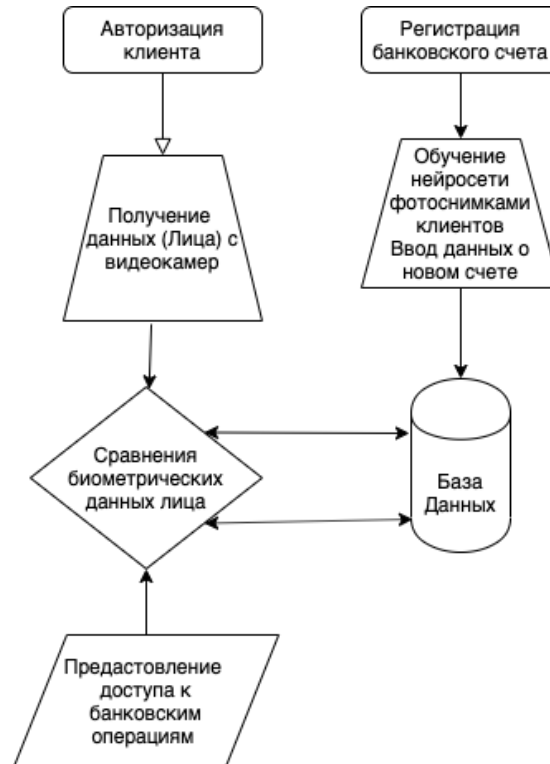 Авторизация
клиента
Регистрация
банковского счета
Получение
данных (Лица) с
видеокамер
Обучение
нейросети
фотоснимками
клиентов
Ввод данных о
новом счете
Сравнения
биометрических
данных лица
База
Данных
Предастовление
доступа к
банковским
операциям